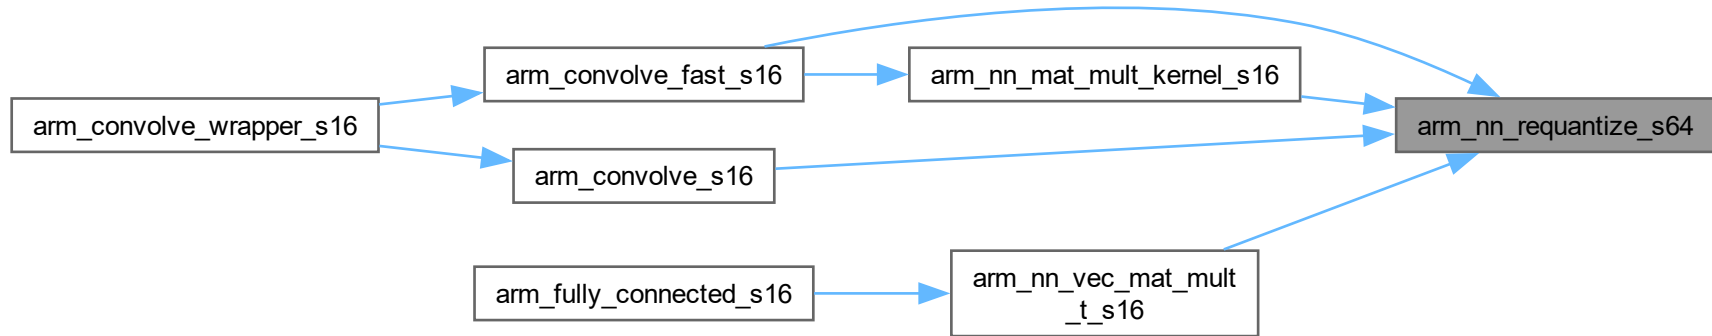 arm_convolve_fast_s16
arm_nn_mat_mult_kernel_s16
arm_convolve_wrapper_s16
arm_nn_requantize_s64
arm_convolve_s16
arm_fully_connected_s16
arm_nn_vec_mat_mult
_t_s16